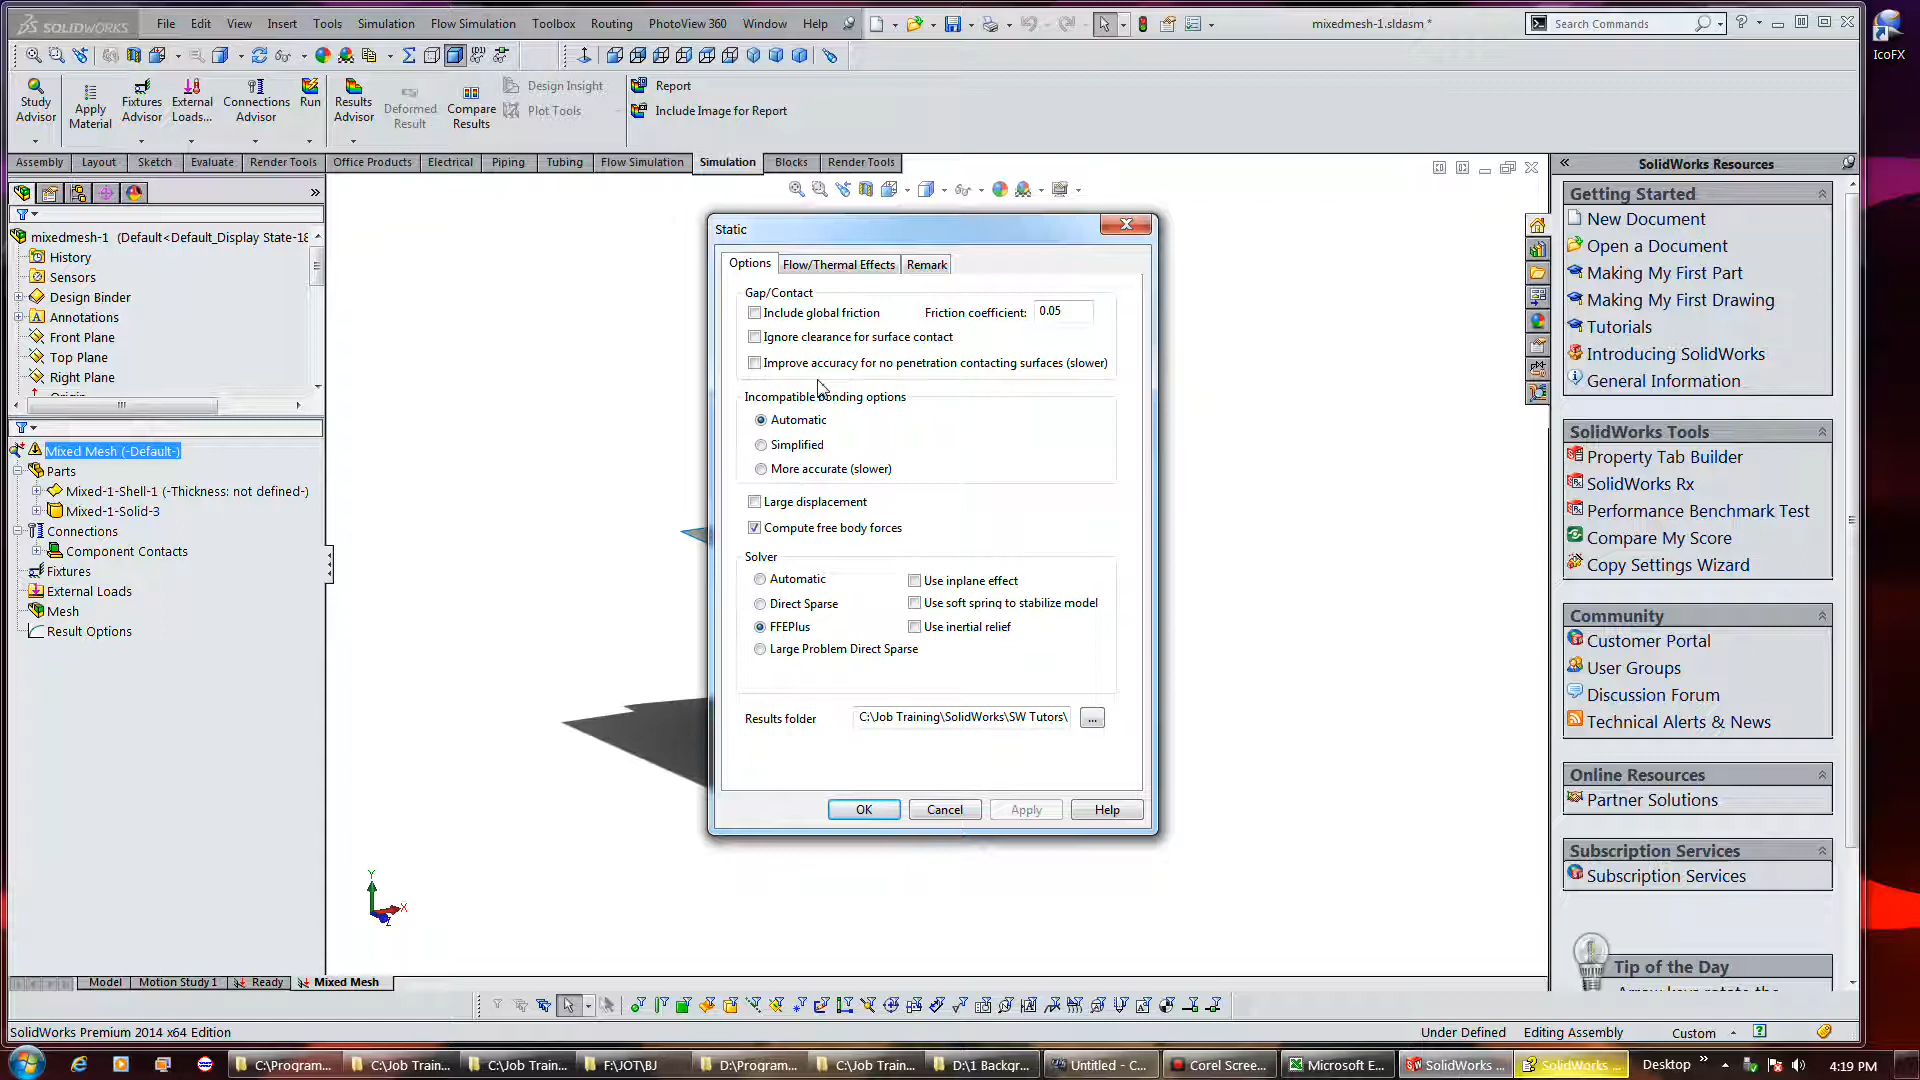 SOLIDWORKS
File Edit View Insert Tools Simulation Flow Simulation Toolbox Routing PhotoView 360 Window Help
mixedmesh-1.sldasm *
Search Commands
IcoFX
Study Advisor
Apply Material
Fixtures Advisor
External Loads...
Connections Advisor
Run
Results Advisor
Deformed Result
Compare Results
Design Insight
Plot Tools
Report
Include Image for Report
Assembly Layout Sketch Evaluate Render Tools Office Products Electrical Piping Tubing Flow Simulation Simulation Blocks Render Tools
mixedmesh-1 (Default<Default_Display State-18
History
Sensors
Design Binder
Annotations
Front Plane
Top Plane
Right Plane
Mixed Mesh (-Default-)
Parts
Mixed-1-Shell-1 (-Thickness: not defined-)
Mixed-1-Solid-3
Connections
Component Contacts
Fixtures
External Loads
Mesh
Result Options
Static
Options Flow/Thermal Effects Remark
Gap/Contact
Include global friction Friction coefficient: 0.05
Ignore clearance for surface contact
Improve accuracy for no penetration contacting surfaces (slower)
Incompatible bonding options
Automatic
Simplified
More accurate (slower)
Large displacement
Compute free body forces
Solver
Automatic Use inplane effect
Direct Sparse Use soft spring to stabilize model
FFEPlus Use inertial relief
Large Problem Direct Sparse
Results folder C:\Job Training\SolidWorks\SW Tutors\ ...
OK Cancel Apply Help
Y
X
Z
SolidWorks Resources
Getting Started
New Document
Open a Document
Making My First Part
Making My First Drawing
Tutorials
Introducing SolidWorks
General Information
SolidWorks Tools
Property Tab Builder
SolidWorks Rx
Performance Benchmark Test
Compare My Score
Copy Settings Wizard
Community
Customer Portal
User Groups
Discussion Forum
Technical Alerts & News
Online Resources
Partner Solutions
Subscription Services
Subscription Services
Tip of the Day
Model Motion Study 1 Ready Mixed Mesh
SolidWorks Premium 2014 x64 Edition
Under Defined Editing Assembly Custom
C:\Program... C:\Job Train... C:\Job Train... F:\JOT\BJ D:\Program... C:\Job Train... D:\1 Backgr... Untitled - C... Corel Scree... Microsoft E... SolidWorks ... SolidWorks ... Desktop 4:19 PM